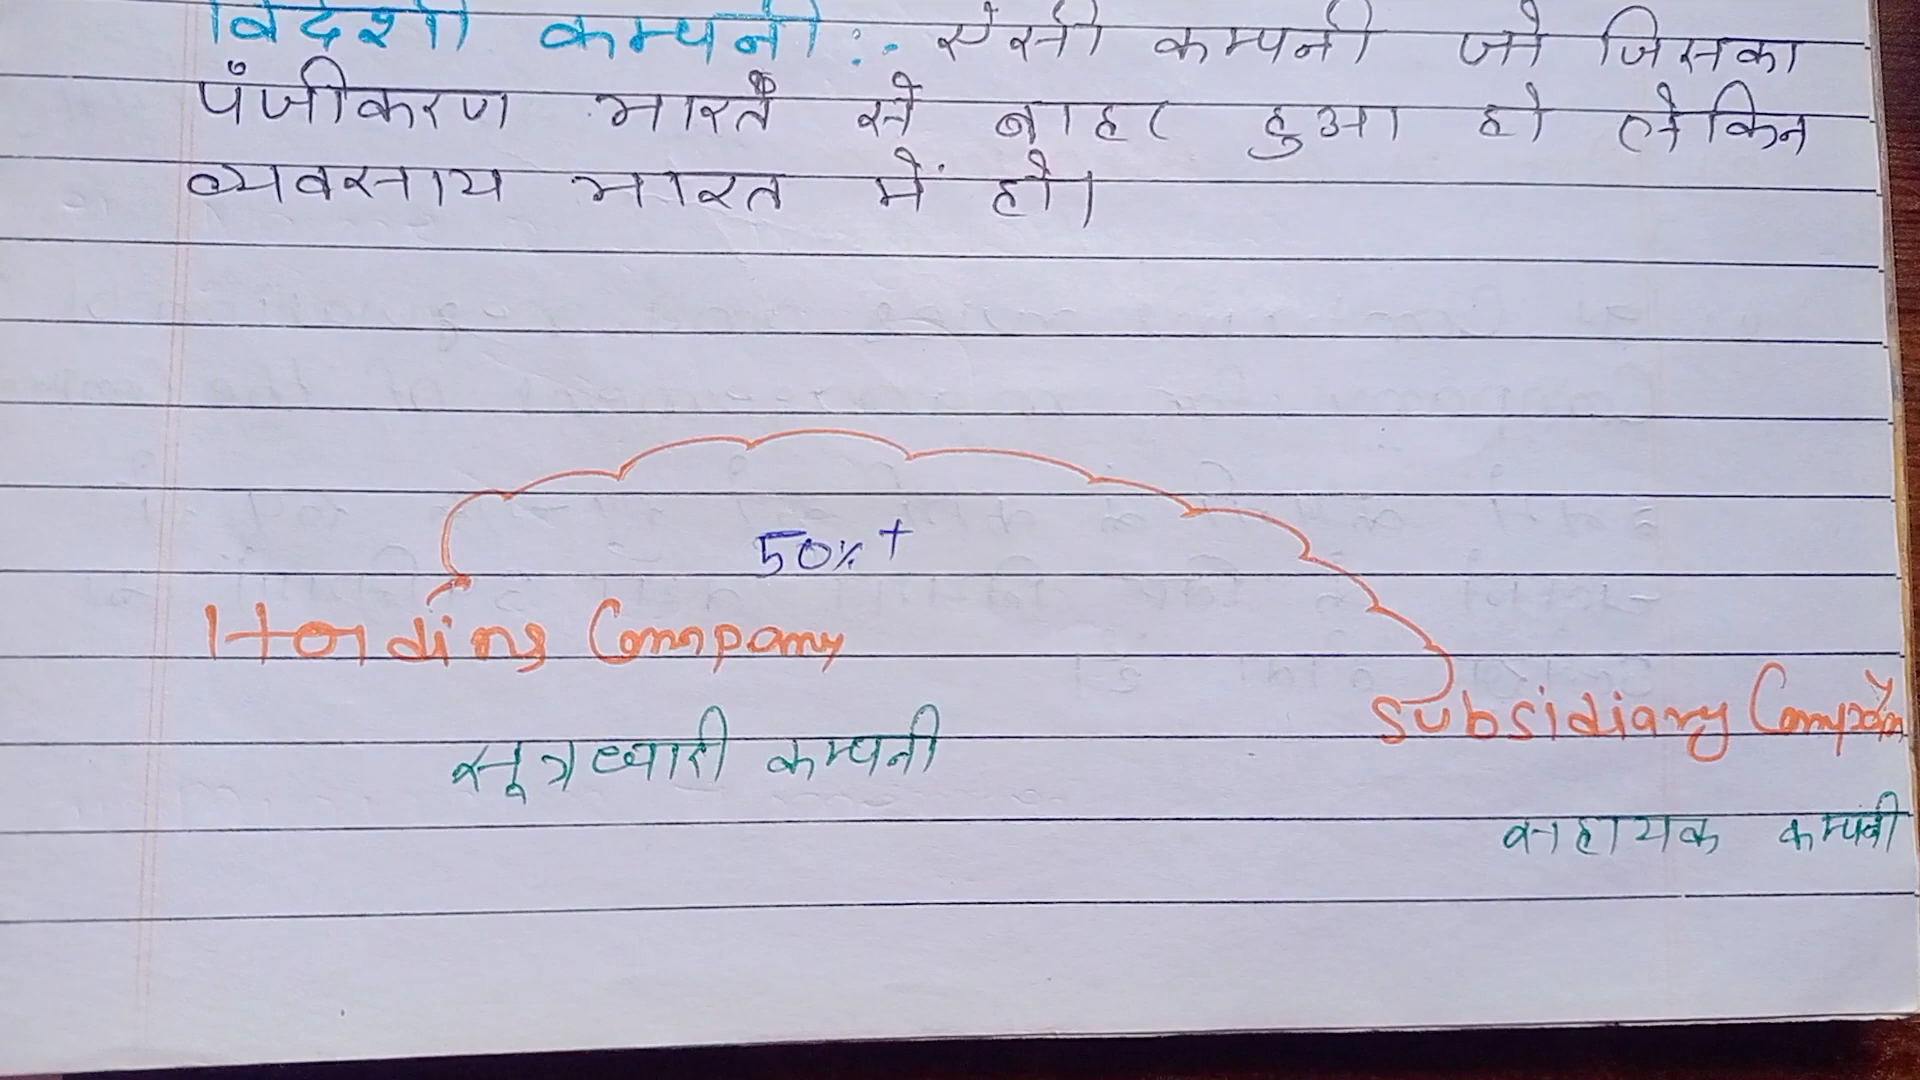 विदेशी कम्पनी :- ऐसी कम्पनी जो जिसका
पंजीकरण भारत से बाहर हुआ हो लेकिन
व्यवसाय भारत में हो।
50% +
Holding Company
Subsidiary Company
सूत्रधारी कम्पनी
सहायक कम्पनी